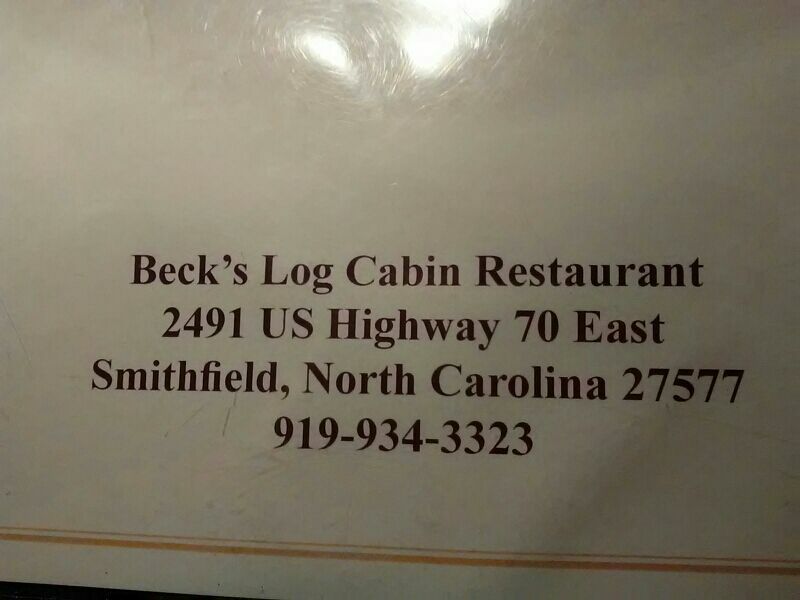 Beck's Log Cabin Restaurant
2491 US Highway 70 East
Smithfield, North Carolina 27577
919-934-3323